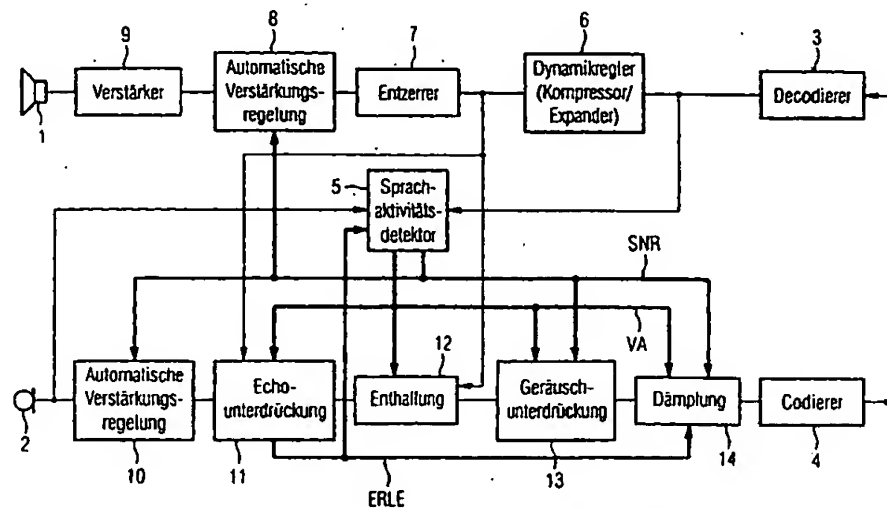 8
6
9
7
3
Automatische
Verstärkungs-
regelung
Dynamikregler
(Kompressor/
Expander)
Verstärker
Entzerrer
Decodierer
1
5
Sprach-
aktivitäts-
detektor
SNR
VA
12
Automatische
Verstärkungs-
regelung
Echo-
unterdrückung
Enthallung
Geräusch-
unterdrückung
Dämpfung
Codierer
2
10
11
ERLE
13
14
4